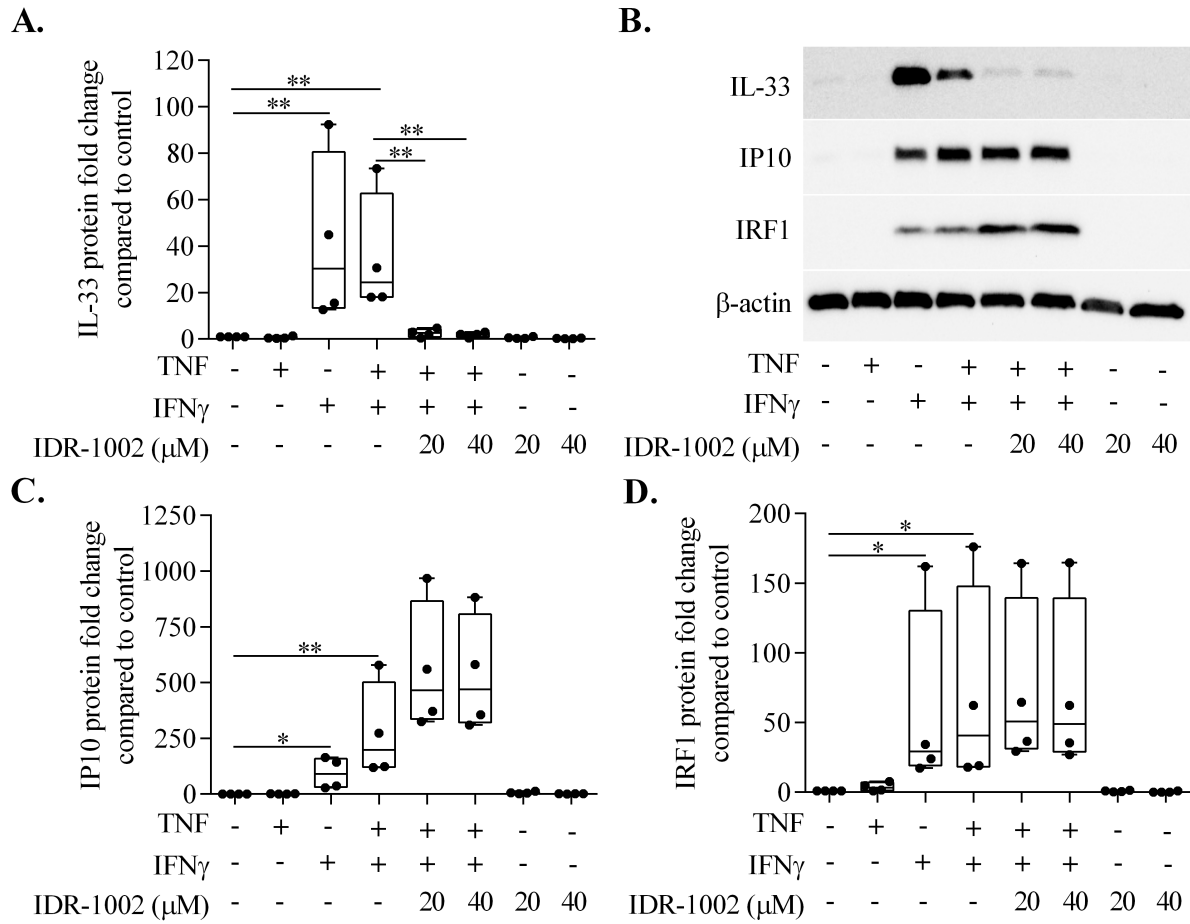 A.
IL-33 protein fold change
compared to control
120
100
80
60
40
20
0
** **
** **
TNF - + - + + + - -
IFNγ - - + + + + - -
IDR-1002 (μM) - - - - 20 40 20 40
B.
IL-33
IP10
IRF1
β-actin
TNF - + - + + + - -
IFNγ - - + + + + - -
IDR-1002 (μM) - - - - 20 40 20 40
C.
IP10 protein fold change
compared to control
1250
1000
750
500
250
0
**
*
TNF - + - + + + - -
IFNγ - - + + + + - -
IDR-1002 (μM) - - - - 20 40 20 40
D.
IRF1 protein fold change
compared to control
200
150
100
50
0
*
*
TNF - + - + + + - -
IFNγ - - + + + + - -
IDR-1002 (μM) - - - - 20 40 20 40